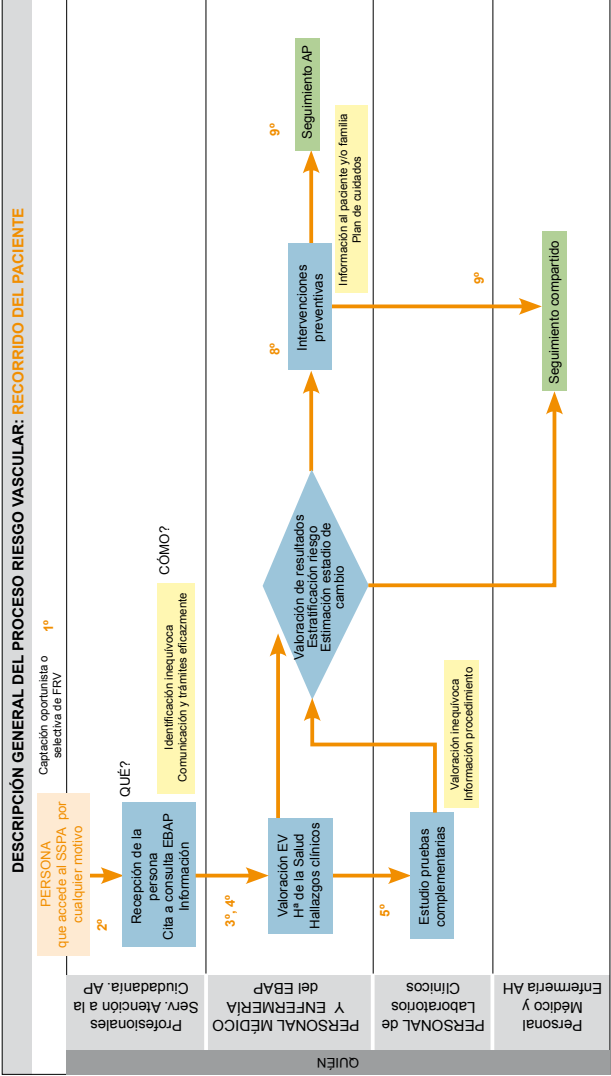 DESCRIPCIÓN GENERAL DEL PROCESO RIESGO VASCULAR: RECORRIDO DEL PACIENTE
PERSONA
que accede al SSPA por
cualquier motivo
Captación oportunista o
selectiva de FRV
1º
QUIÉN
Profesionales
Serv. Atención a la
Ciudadanía. AP
2º
QUÉ?
Recepción de la
persona
Cita a consulta EBAP
Información
CÓMO?
Identificación inequívoca
Comunicación y trámites eficazmente
PERSONAL MÉDICO
Y ENFERMERÍA
del EBAP
3º, 4º
Valoración EV
Hª de la Salud
Hallazgos clínicos
Valoración de resultados
Estratificación riesgo
Estimación estadio de
cambio
8º
Intervenciones
preventivas
Información al paciente y/o familia
Plan de cuidados
9º
Seguimiento AP
PERSONAL de
Laboratorios
Clínicos
5º
Estudio pruebas
complementarias
Valoración inequívoca
Información procedimiento
Personal
Médico y
Enfermería AH
9º
Seguimiento compartido